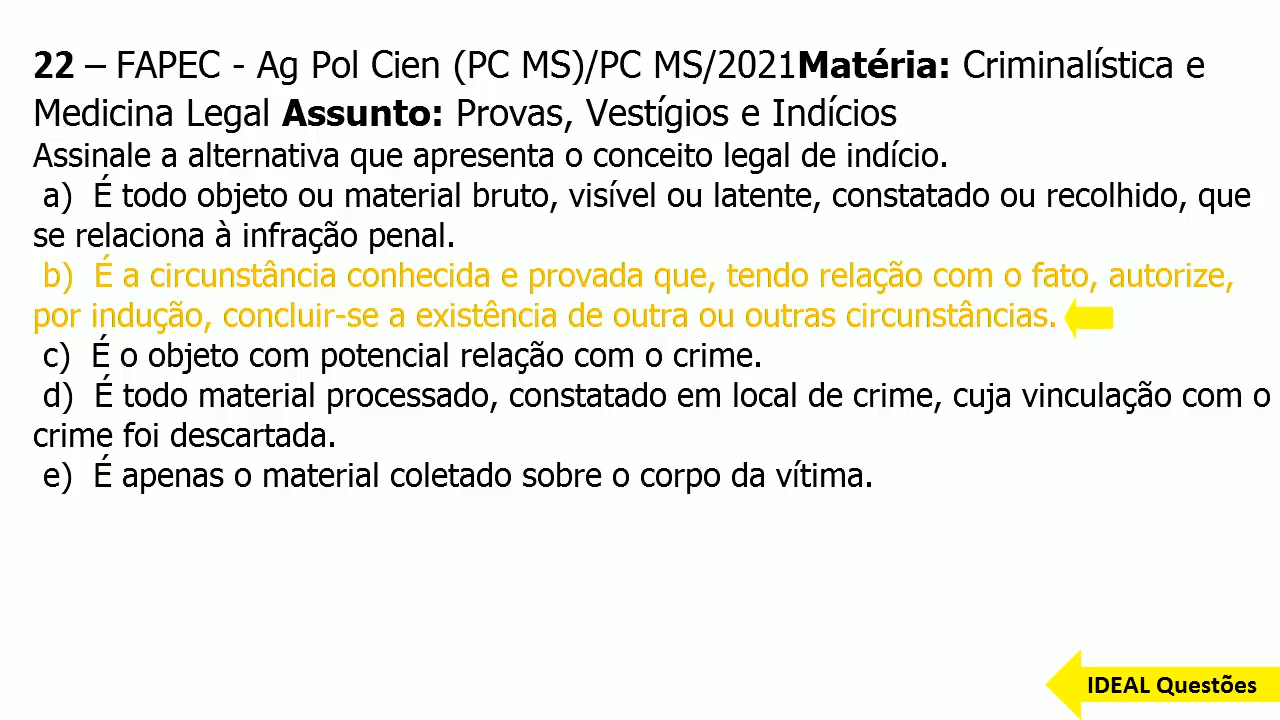 22 – FAPEC - Ag Pol Cien (PC MS)/PC MS/2021Matéria: Criminalística e
Medicina Legal Assunto: Provas, Vestígios e Indícios
Assinale a alternativa que apresenta o conceito legal de indício.
a) É todo objeto ou material bruto, visível ou latente, constatado ou recolhido, que
se relaciona à infração penal.
b) É a circunstância conhecida e provada que, tendo relação com o fato, autorize,
por indução, concluir-se a existência de outra ou outras circunstâncias.
c) É o objeto com potencial relação com o crime.
d) É todo material processado, constatado em local de crime, cuja vinculação com o
crime foi descartada.
e) É apenas o material coletado sobre o corpo da vítima.
IDEAL Questões